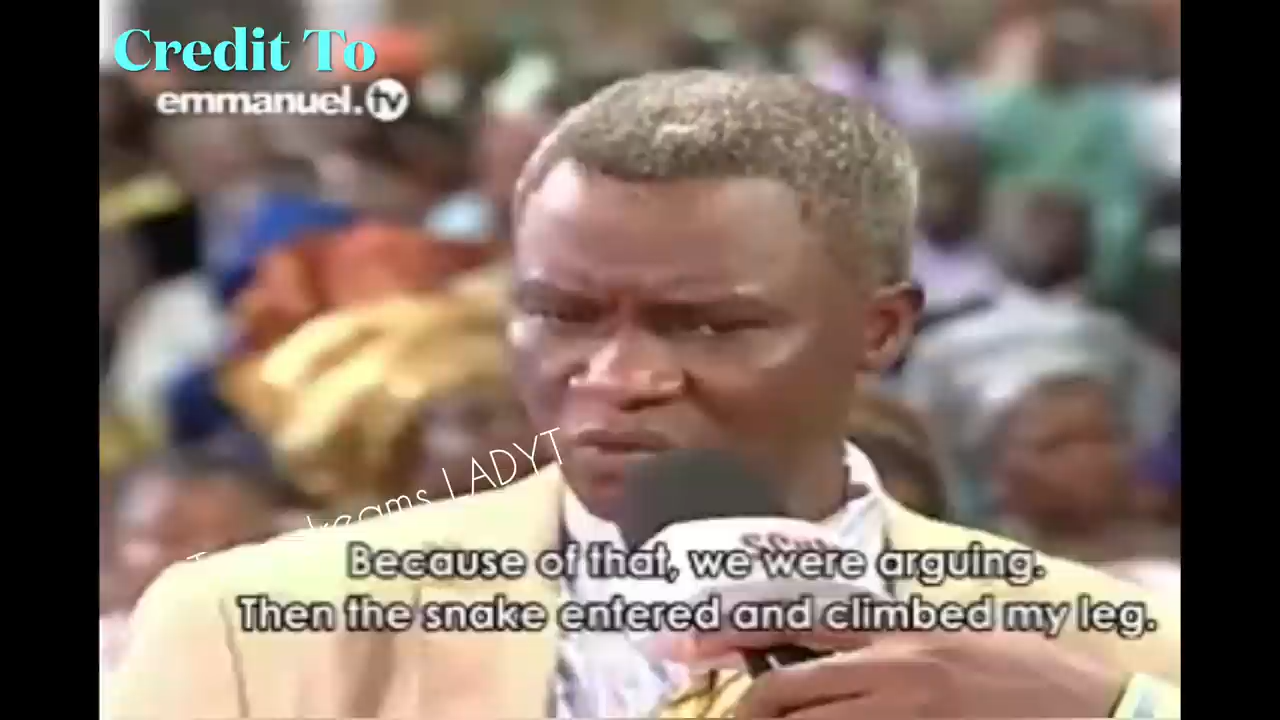 Credit To
emmanuel.tv
LADYT
Because of that, we were arguing.
Then the snake entered and climbed my leg.